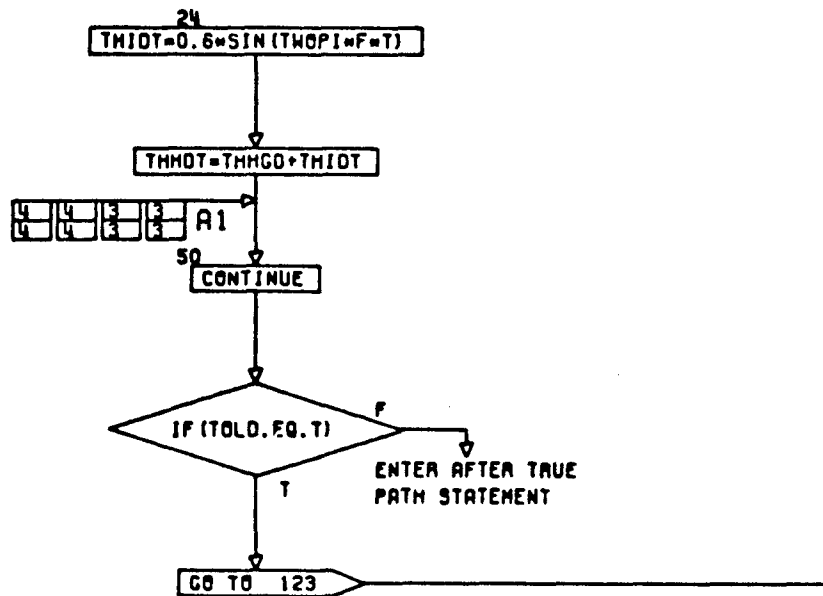 24
THIDT=0.6*SIN(TWOPI*F*T)
THMDT=THMGO+THIDT
4 4 3 3 A1
4 4 3 3
50
CONTINUE
F
IF(TOLD.EQ.T)
ENTER AFTER TRUE
PATH STATEMENT
T
GO TO 123